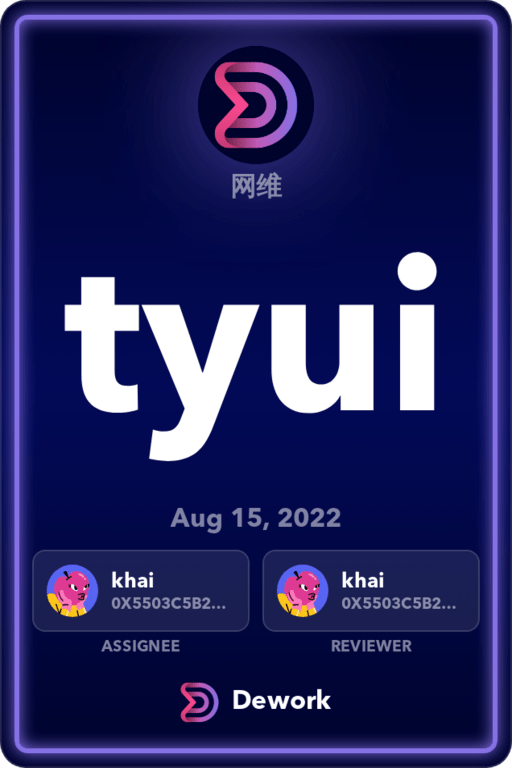 网维
tyui
Aug 15, 2022
khai
0X5503C5B2...
khai
0X5503C5B2...
ASSIGNEE
REVIEWER
Dework